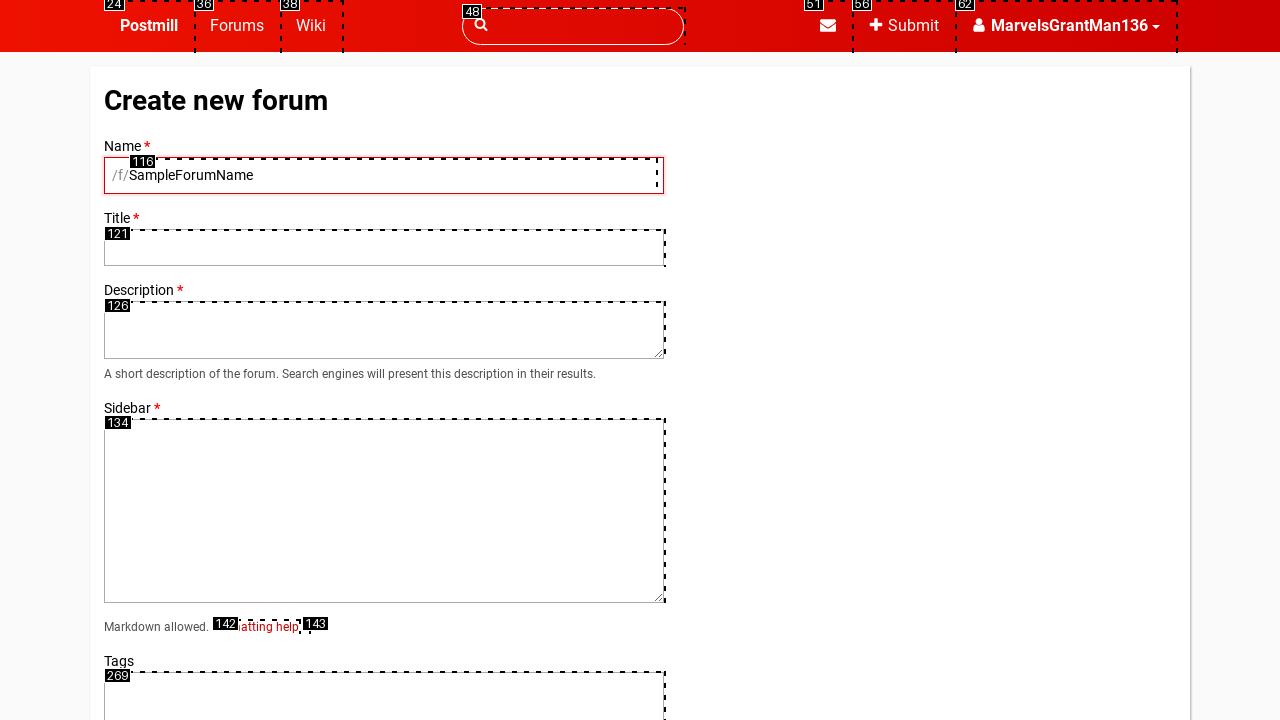 24 36 38 48 51 56 62
Postmill Forums Wiki Submit MarvelsGrantMan136
Create new forum
Name *
116
/f/SampleForumName
Title *
121
Description *
126
A short description of the forum. Search engines will present this description in their results.
Sidebar *
134
Markdown allowed. 142 atting help 143
Tags
269